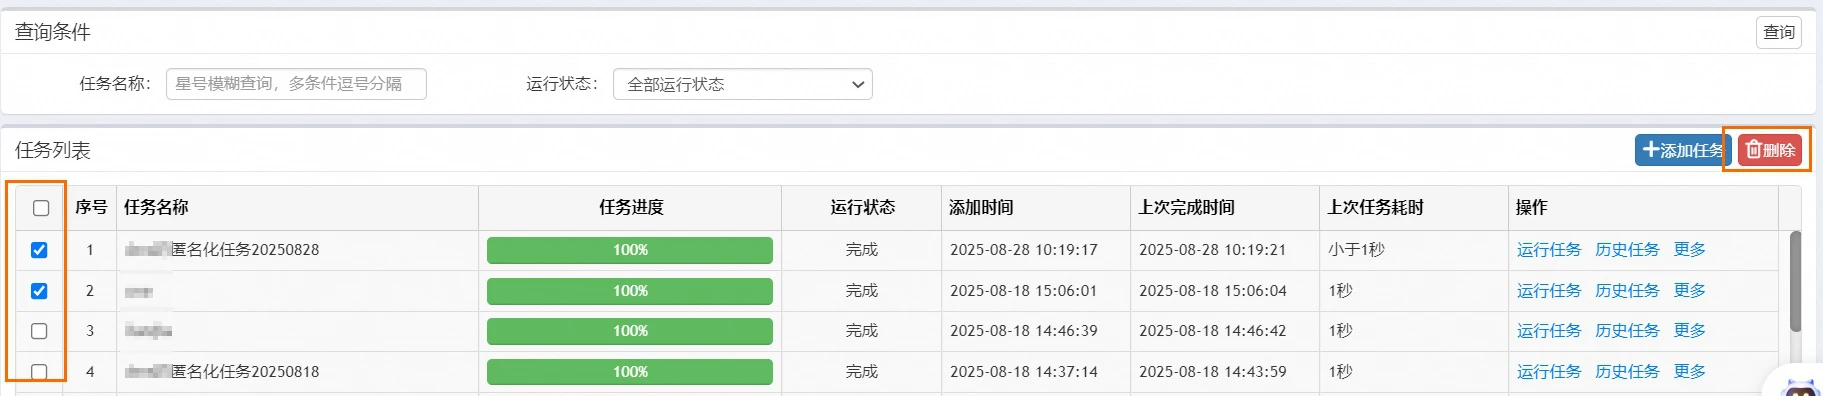 查询条件
查询
任务名称： 星号模糊查询，多条件逗号分隔 运行状态： 全部运行状态
任务列表
添加任务 删除
序号 任务名称 任务进度 运行状态 添加时间 上次完成时间 上次任务耗时 操作
1 匿名化任务20250828 100% 完成 2025-08-28 10:19:17 2025-08-28 10:19:21 小于1秒 运行任务 历史任务 更多
2 100% 完成 2025-08-18 15:06:01 2025-08-18 15:06:04 1秒 运行任务 历史任务 更多
3 100% 完成 2025-08-18 14:46:39 2025-08-18 14:46:42 1秒 运行任务 历史任务 更多
4 匿名化任务20250818 100% 完成 2025-08-18 14:37:14 2025-08-18 14:43:59 1秒 运行任务 历史任务 更多